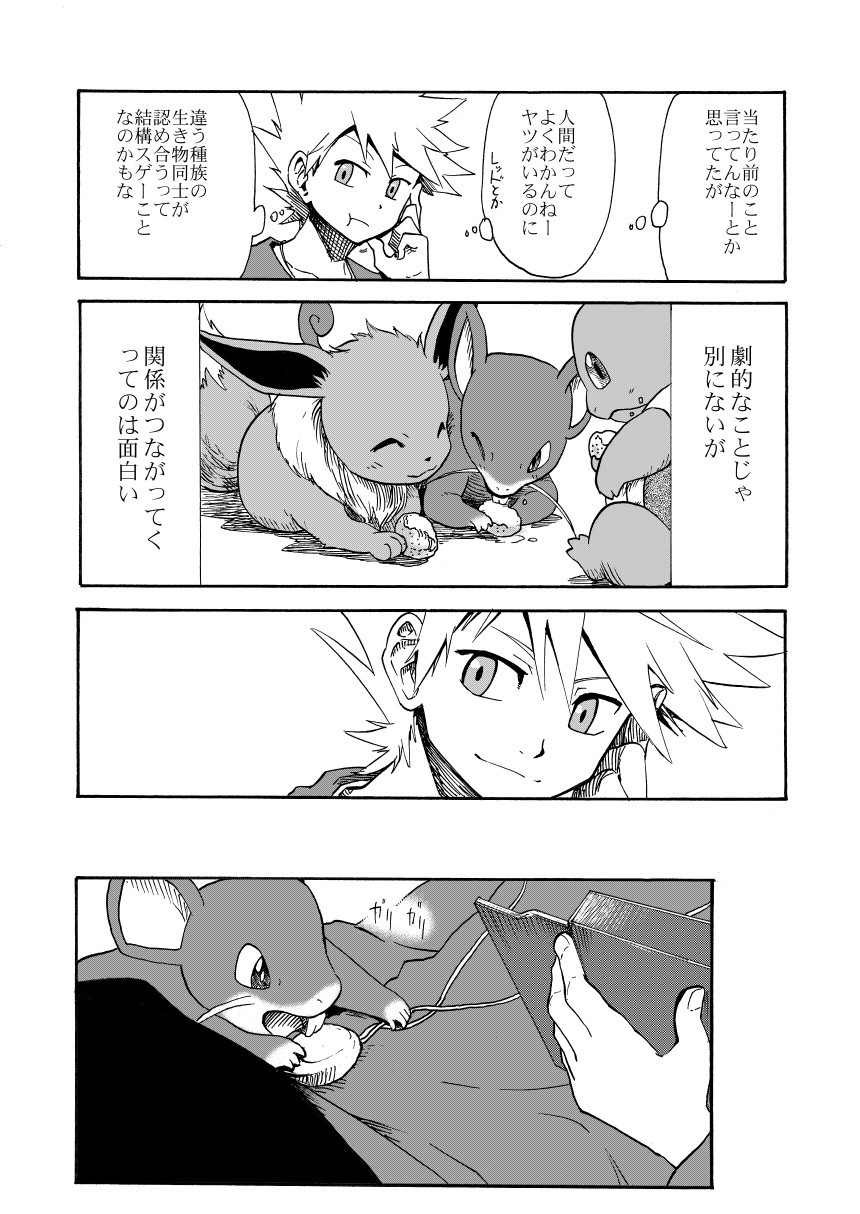 当たり前のこと
言ってんなーとか
思ってたが
人間だって
よくわかんねー
ヤツがいるのに
レッドとか
違う種族の
生き物同士が
認め合うって
結構スゲーこと
なのかもな
劇的なことじゃ
別にないが
関係がつながってく
ってのは面白い
ガリガリ